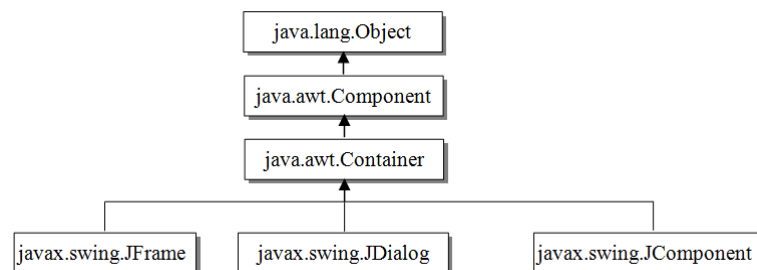 java.lang.Object
java.awt.Component
java.awt.Container
javax.swing.JFrame
javax.swing.JDialog
javax.swing.JComponent